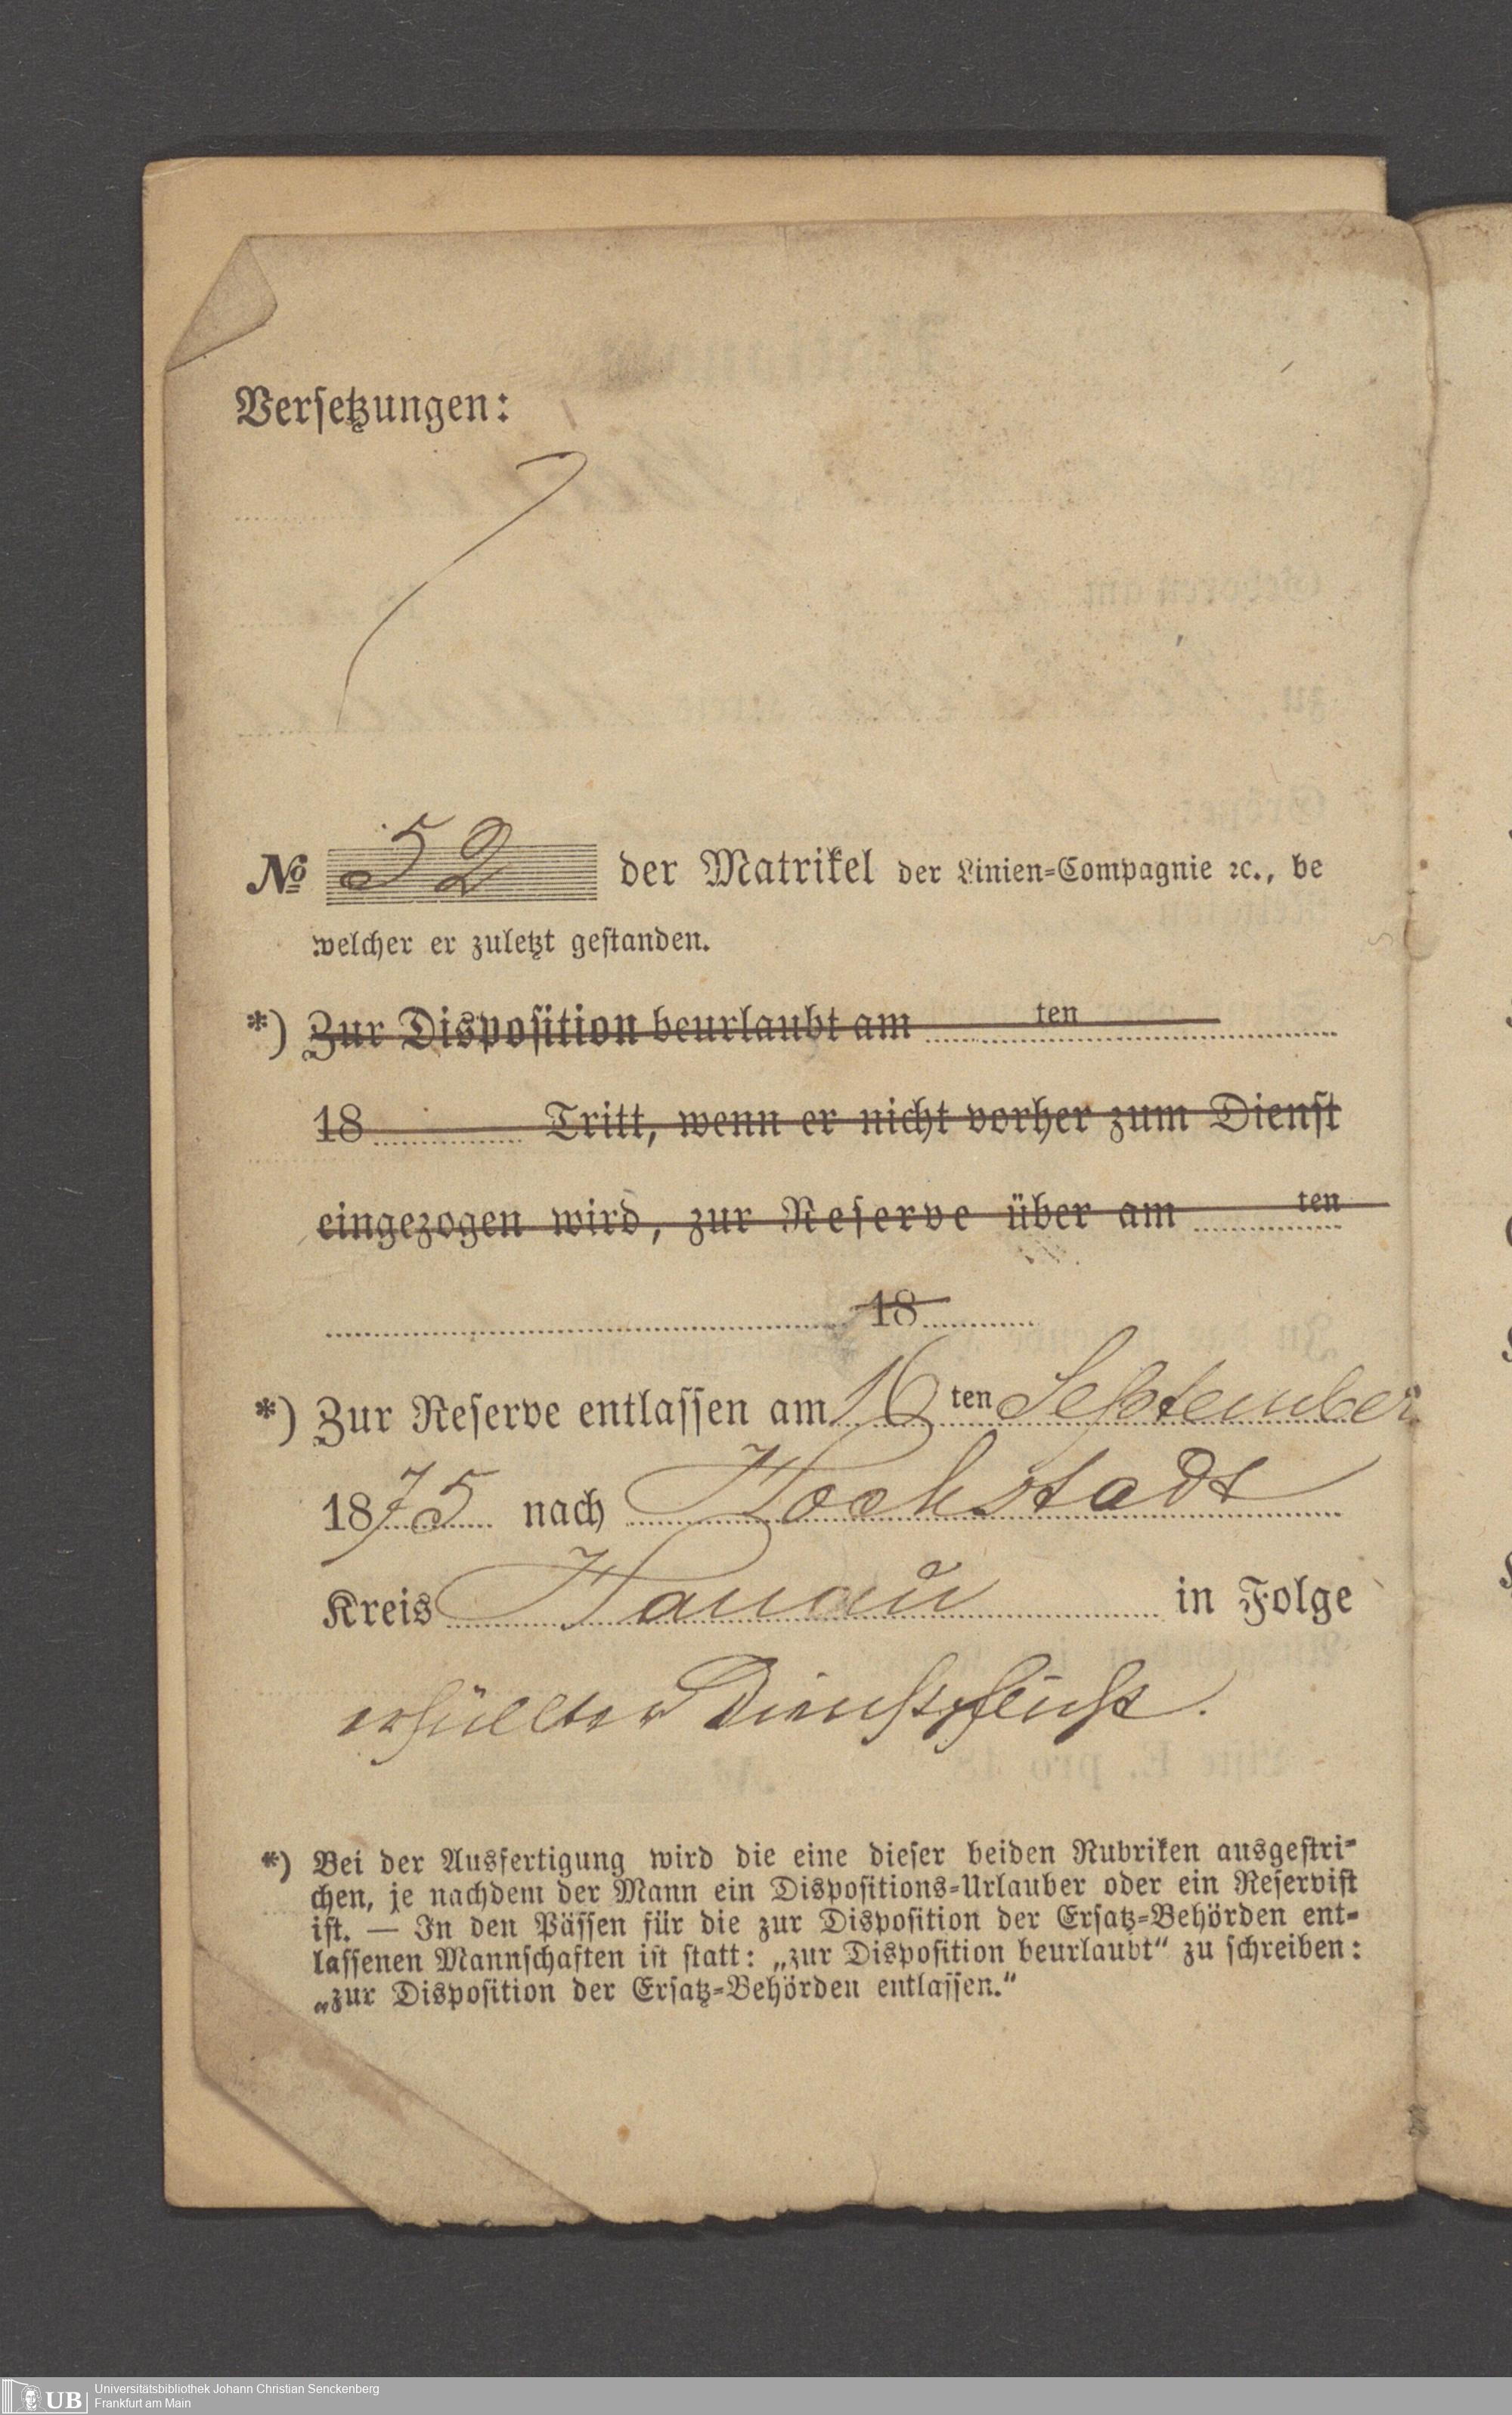 Versetzungen:
No 52 der Matrikel der Linien-Compagnie ꝛc., be
welcher er zuletzt gestanden.
*) Zur Disposition beurlaubt am ten
18 Tritt, wenn er nicht vorher zum Dienst
eingezogen wird, zur Reserve über am ten
18
*) Zur Reserve entlassen am 16 ten September
1875 nach Hochstadt
Kreis Hanau in Folge
erfüllter Dienstpflicht.
*) Bei der Ausfertigung wird die eine dieser beiden Rubriken ausgestri-
chen, je nachdem der Mann ein Dispositions-Urlauber oder ein Reservist
ist. — In den Pässen für die zur Disposition der Ersatz-Behörden ent-
lassenen Mannschaften ist statt: „zur Disposition beurlaubt“ zu schreiben:
„zur Disposition der Ersatz-Behörden entlassen.“
UB Universitätsbibliothek Johann Christian Senckenberg
Frankfurt am Main